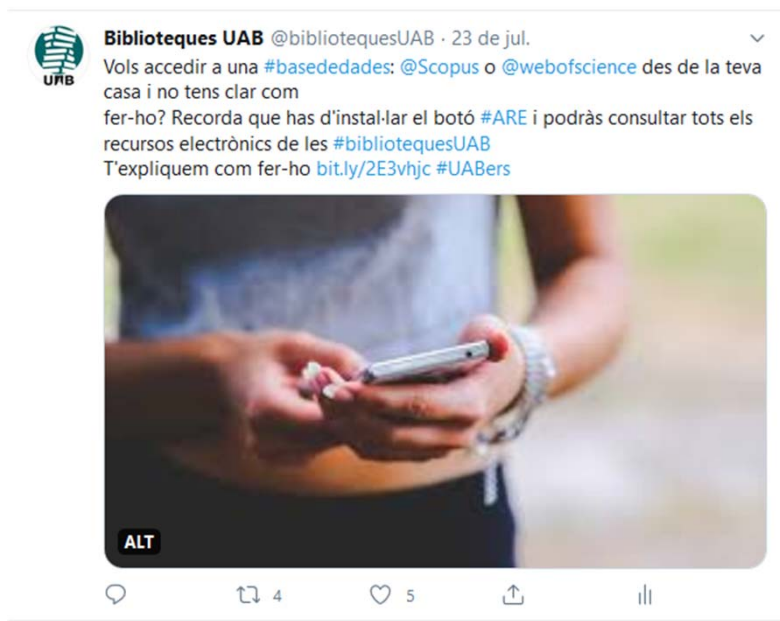 Biblioteques UAB @bibliotequesUAB · 23 de jul.
Vols accedir a una #basededades: @Scopus o @webofscience des de la teva
casa i no tens clar com
fer-ho? Recorda que has d'instal·lar el botó #ARE i podràs consultar tots els
recursos electrònics de les #bibliotequesUAB
T'expliquem com fer-ho bit.ly/2E3vhjc #UABers
UAB
ALT
4 5